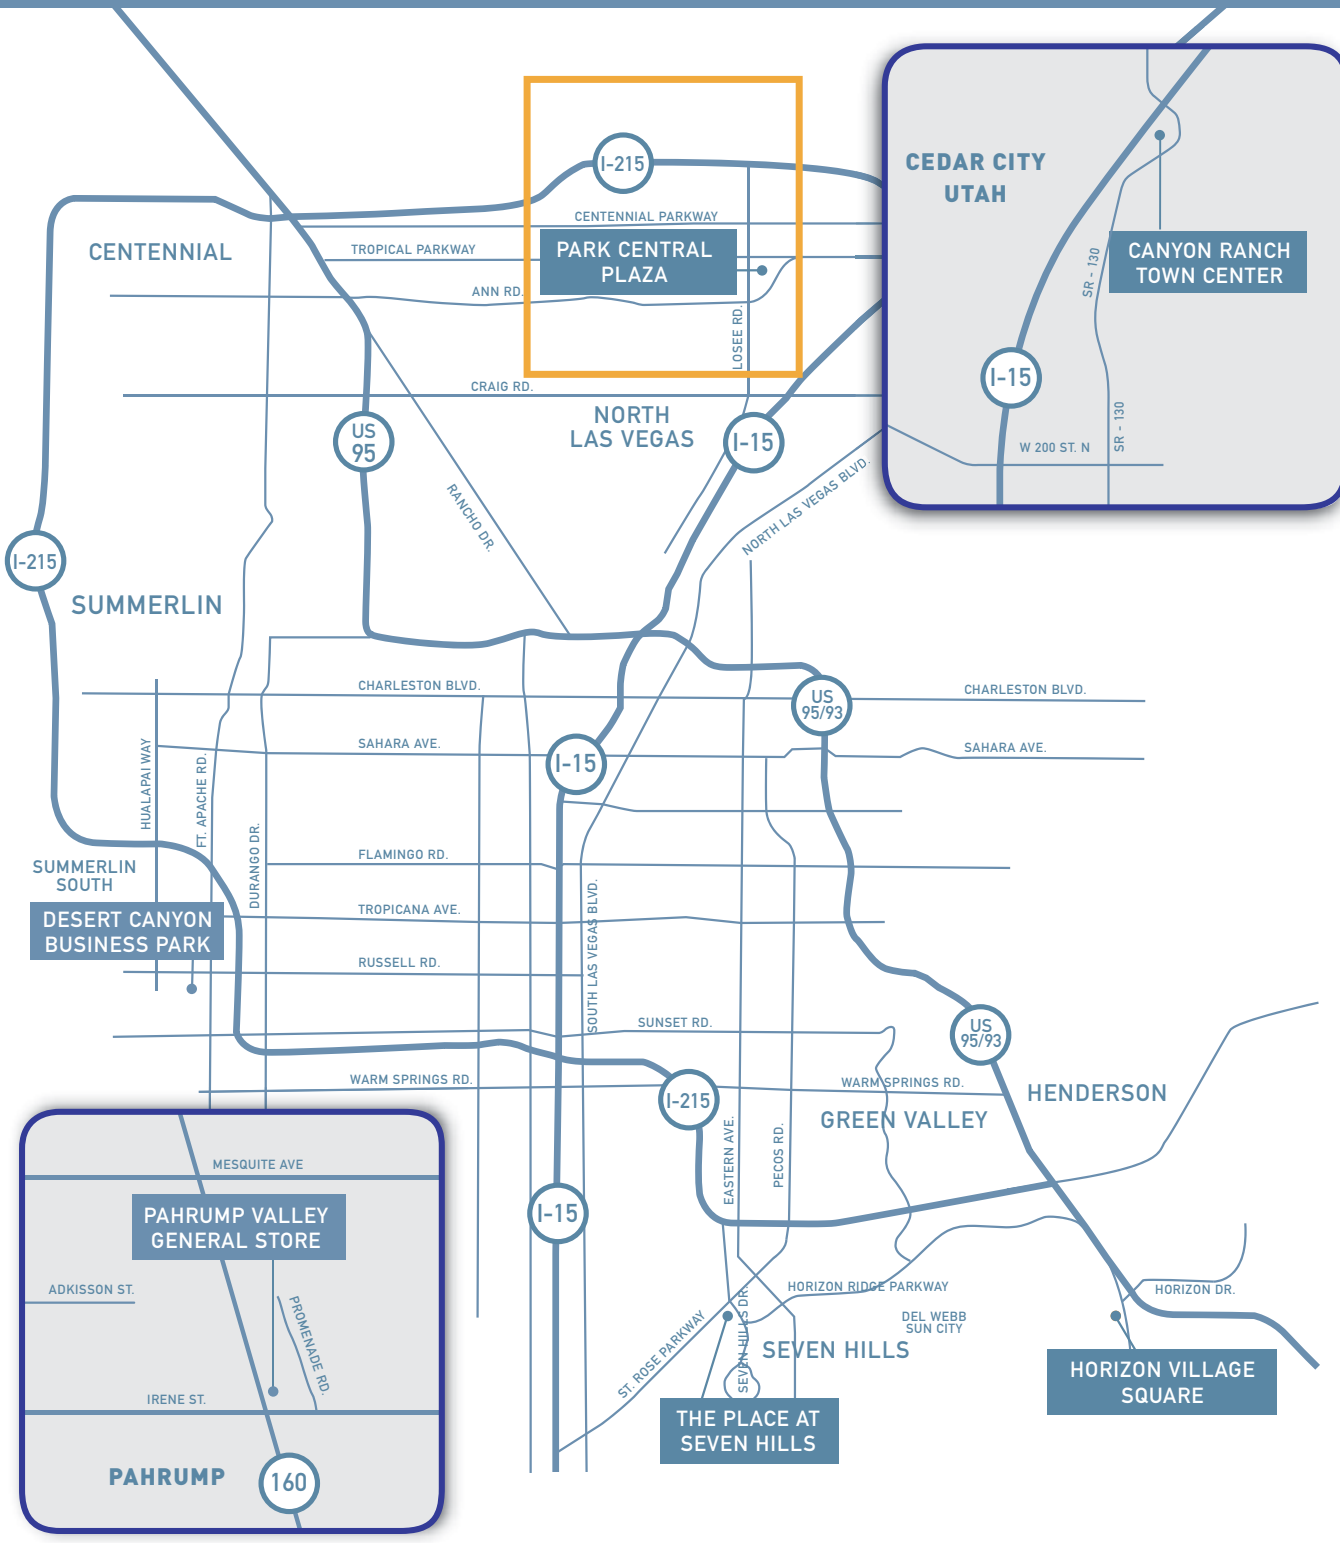 I-215
CEDAR CITY
UTAH
CENTENNIAL PARKWAY
CENTENNIAL
TROPICAL PARKWAY
PARK CENTRAL
PLAZA
SR - 130
CANYON RANCH
TOWN CENTER
ANN RD.
LOSEE RD.
I-15
CRAIG RD.
NORTH
LAS VEGAS
US
95
I-15
SR - 130
W 200 ST. N
RANCHO DR.
NORTH LAS VEGAS BLVD.
I-215
SUMMERLIN
CHARLESTON BLVD.
US
95/93
CHARLESTON BLVD.
HUALAPAI WAY
FT. APACHE RD.
SAHARA AVE.
I-15
SAHARA AVE.
DURANGO DR.
FLAMINGO RD.
SUMMERLIN
SOUTH
DESERT CANYON
BUSINESS PARK
TROPICANA AVE.
SOUTH LAS VEGAS BLVD.
RUSSELL RD.
SUNSET RD.
US
95/93
WARM SPRINGS RD.
I-215
WARM SPRINGS RD.
HENDERSON
GREEN VALLEY
EASTERN AVE.
PECOS RD.
MESQUITE AVE
PAHRUMP VALLEY
GENERAL STORE
I-15
ADKISSON ST.
PROMENADE RD.
HORIZON RIDGE PARKWAY
HORIZON DR.
DEL WEBB
SUN CITY
ST. ROSE PARKWAY
SEVEN HILLS DR.
SEVEN HILLS
HORIZON VILLAGE
SQUARE
IRENE ST.
THE PLACE AT
SEVEN HILLS
PAHRUMP
160